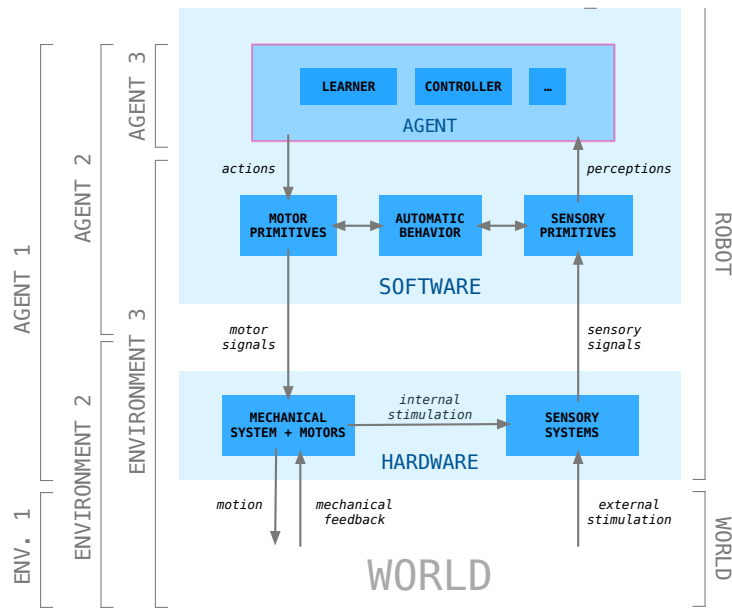 LEARNER
CONTROLLER
…
AGENT
actions
perceptions
MOTOR
PRIMITIVES
AUTOMATIC
BEHAVIOR
SENSORY
PRIMITIVES
SOFTWARE
motor
signals
sensory
signals
internal
stimulation
MECHANICAL
SYSTEM + MOTORS
SENSORY
SYSTEMS
HARDWARE
motion
mechanical
feedback
external
stimulation
WORLD
AGENT 1
ENV. 1
AGENT 2
ENVIRONMENT 2
AGENT 3
ENVIRONMENT 3
ROBOT
WORLD